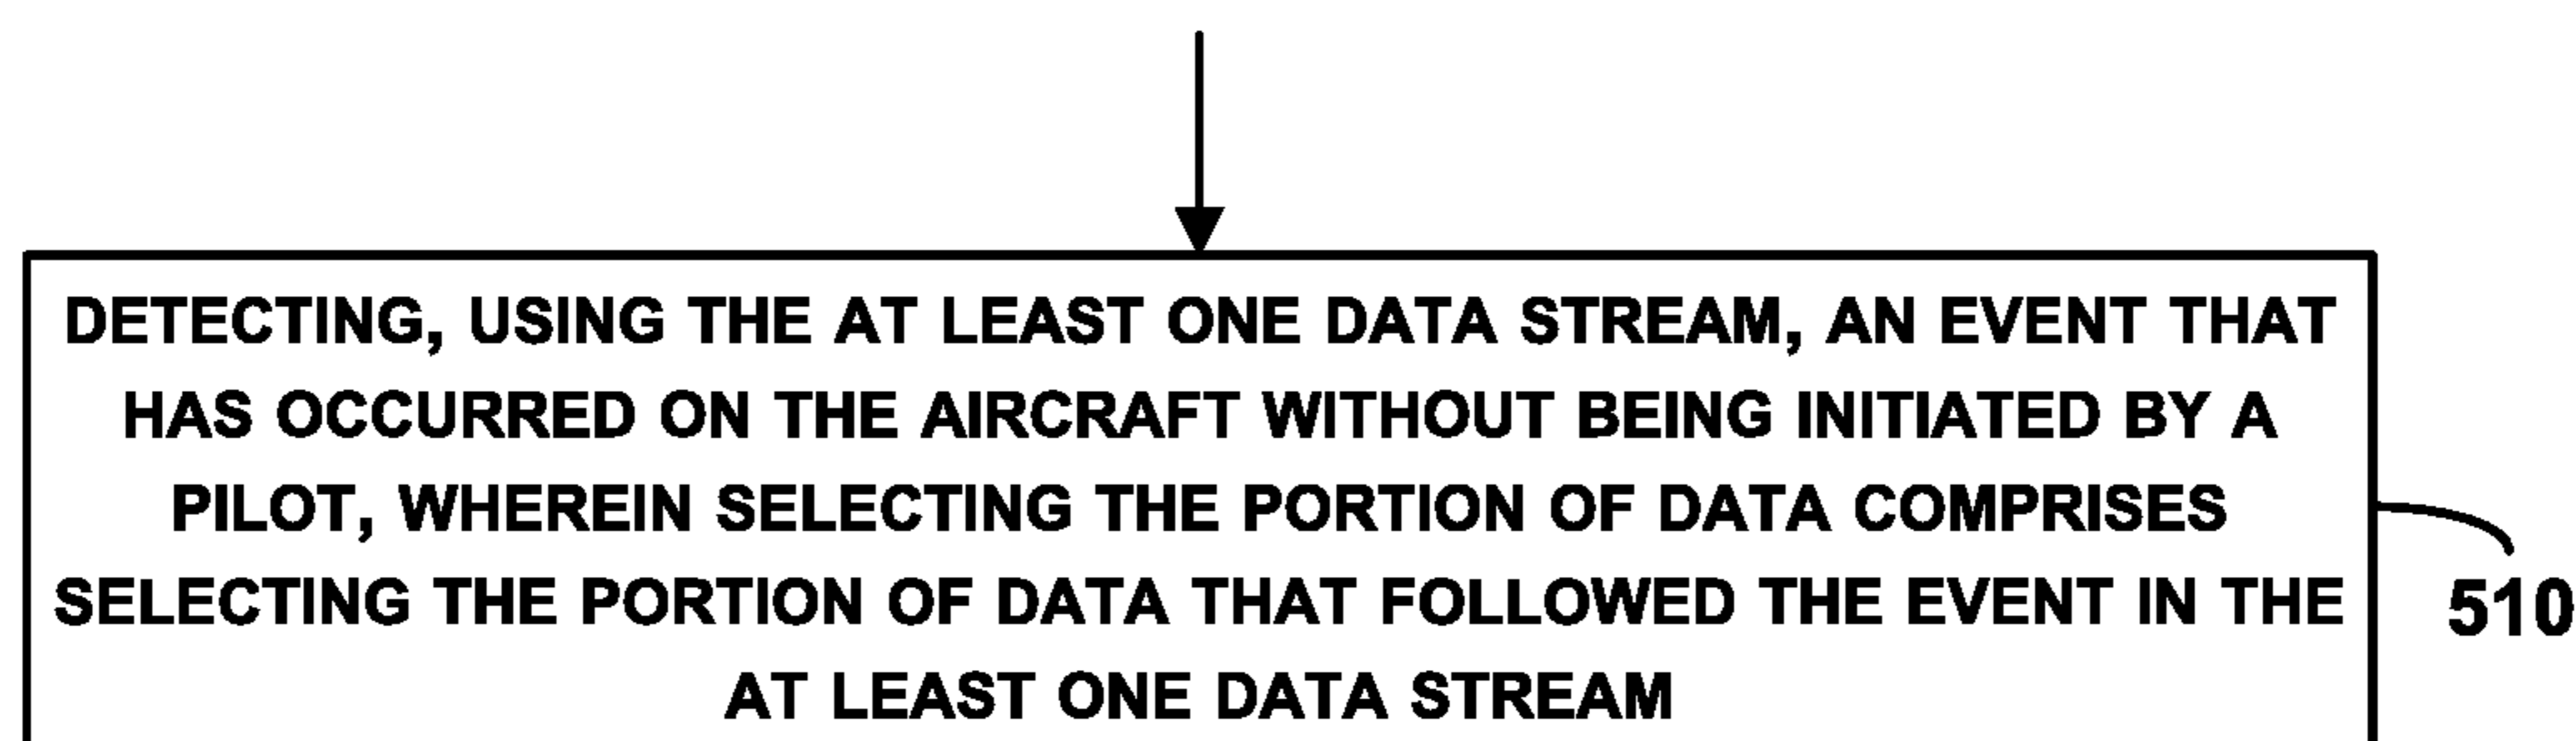 DETECTING, USING THE AT LEAST ONE DATA STREAM, AN EVENT THAT
HAS OCCURRED ON THE AIRCRAFT WITHOUT BEING INITIATED BY A
PILOT, WHEREIN SELECTING THE PORTION OF DATA COMPRISES
SELECTING THE PORTION OF DATA THAT FOLLOWED THE EVENT IN THE
AT LEAST ONE DATA STREAM
510